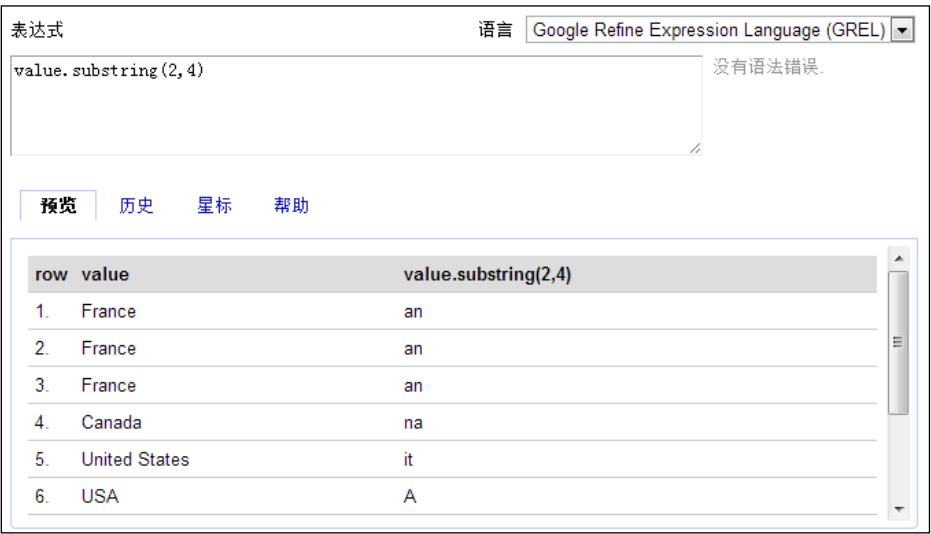 表达式 语言 Google Refine Expression Language (GREL)
value.substring(2,4) 没有语法错误.
预览 历史 星标 帮助
row value value.substring(2,4)
1. France an
2. France an
3. France an
4. Canada na
5. United States it
6. USA A